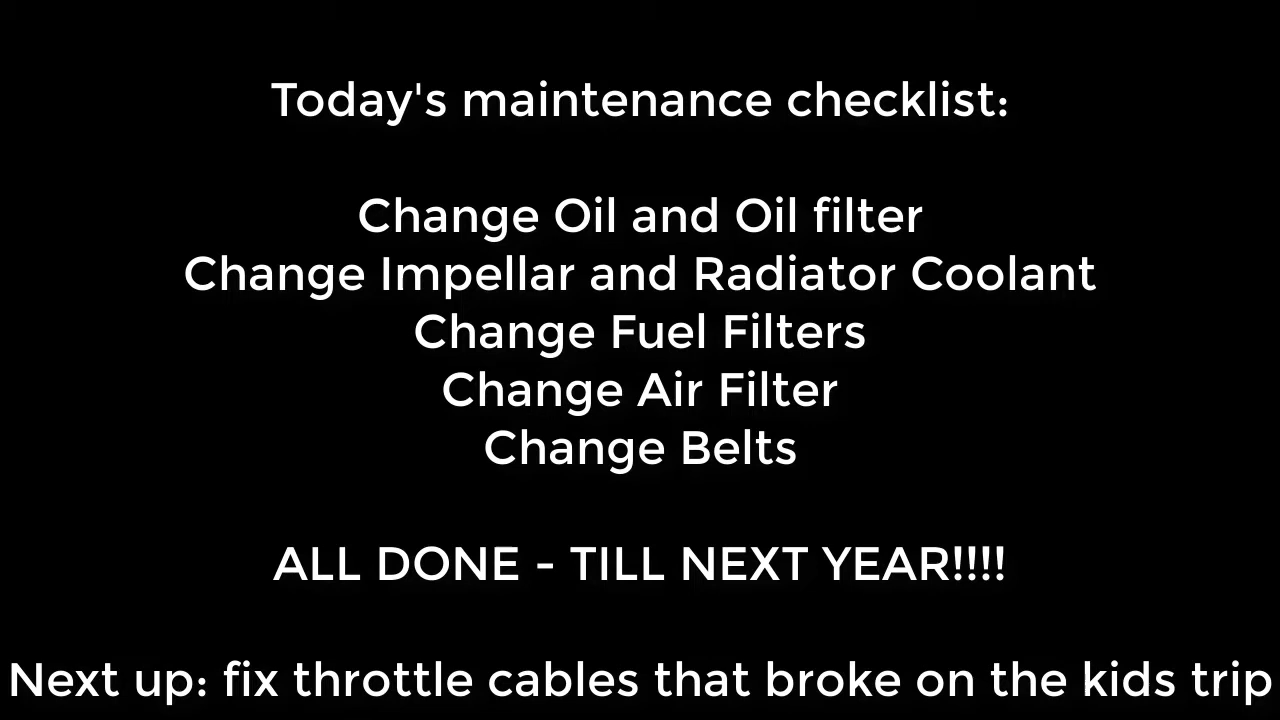 Today's maintenance checklist:
Change Oil and Oil filter
Change Impellar and Radiator Coolant
Change Fuel Filters
Change Air Filter
Change Belts
ALL DONE - TILL NEXT YEAR!!!!
Next up: fix throttle cables that broke on the kids trip